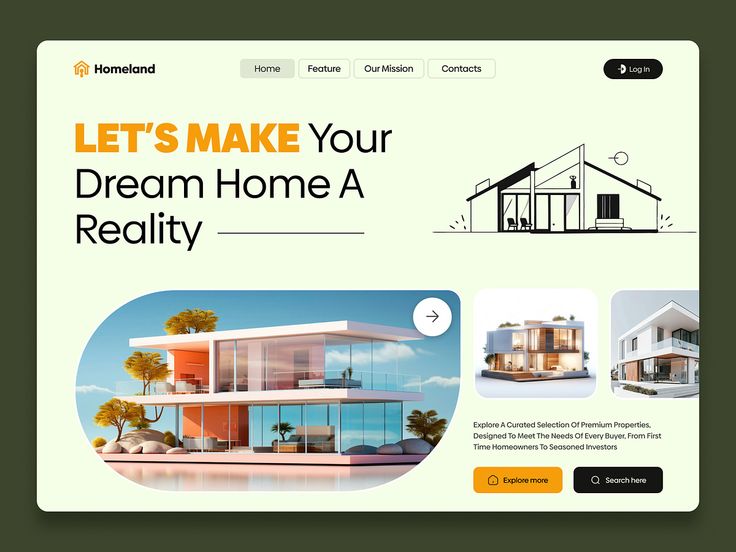 Homeland
Home
Feature
Our Mission
Contacts
Log In
LET'S MAKE Your
Dream Home A
Reality
Explore A Curated Selection Of Premium Properties,
Designed To Meet The Needs Of Every Buyer, From First
Time Homeowners To Seasoned Investors
Explore more
Search here